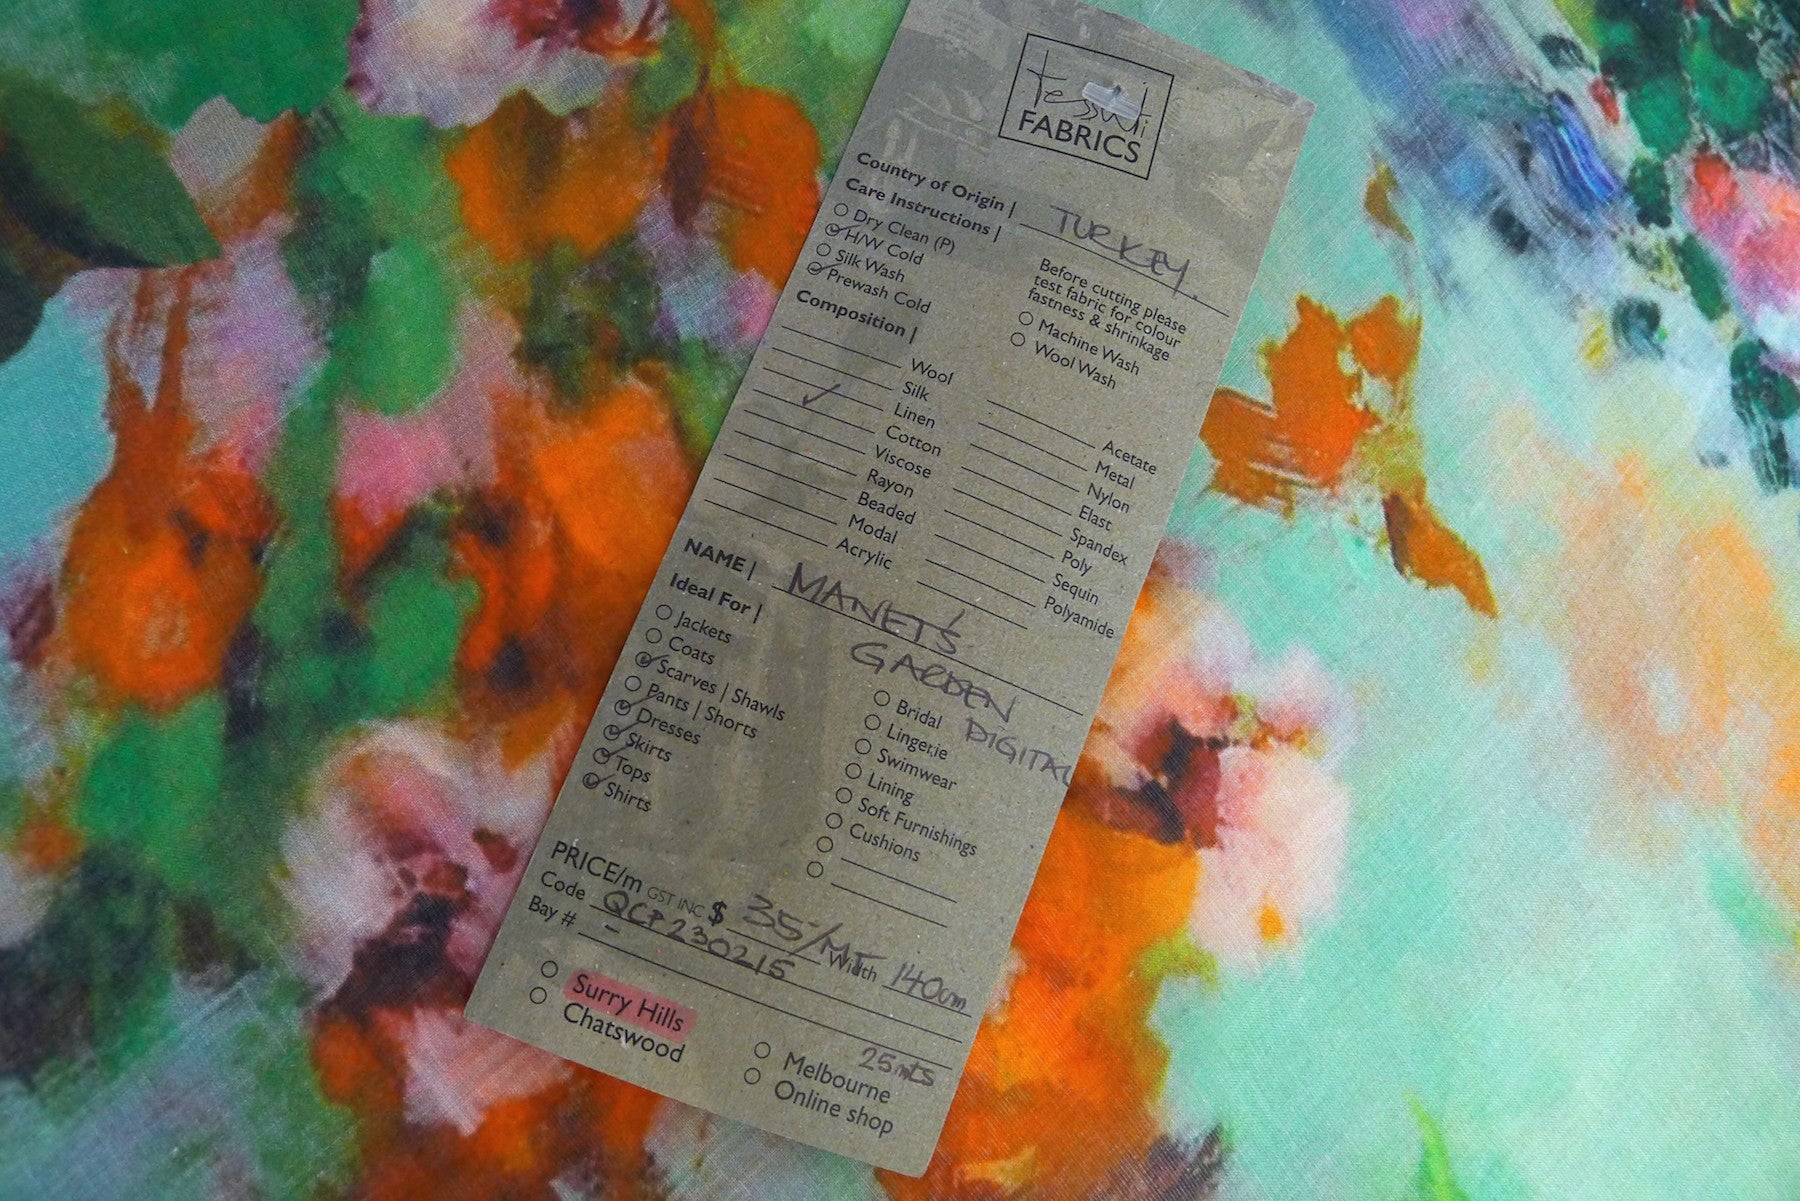 tessuti
FABRICS
Country of Origin | TURKEY.
Care Instructions |
Dry Clean (P)
H/W Cold
Silk Wash
Prewash Cold
Before cutting please
test fabric for colour
fastness & shrinkage
Machine Wash
Wool Wash
Composition |
Wool
Silk
Linen
✓ Cotton
Viscose
Rayon
Beaded
Modal
Acrylic
Acetate
Metal
Nylon
Elast
Spandex
Poly
Sequin
Polyamide
NAME | MANET'S
GARDEN
DIGITAL
Ideal For |
Jackets
Coats
Scarves | Shawls
Pants | Shorts
Dresses
Skirts
Tops
Shirts
Bridal
Lingerie
Swimwear
Lining
Soft Furnishings
Cushions
PRICE/m GST INC $ 35-/MT
Code QCP230215 Width 140cm
Bay # -
25mts
Surry Hills
Chatswood
Melbourne
Online shop